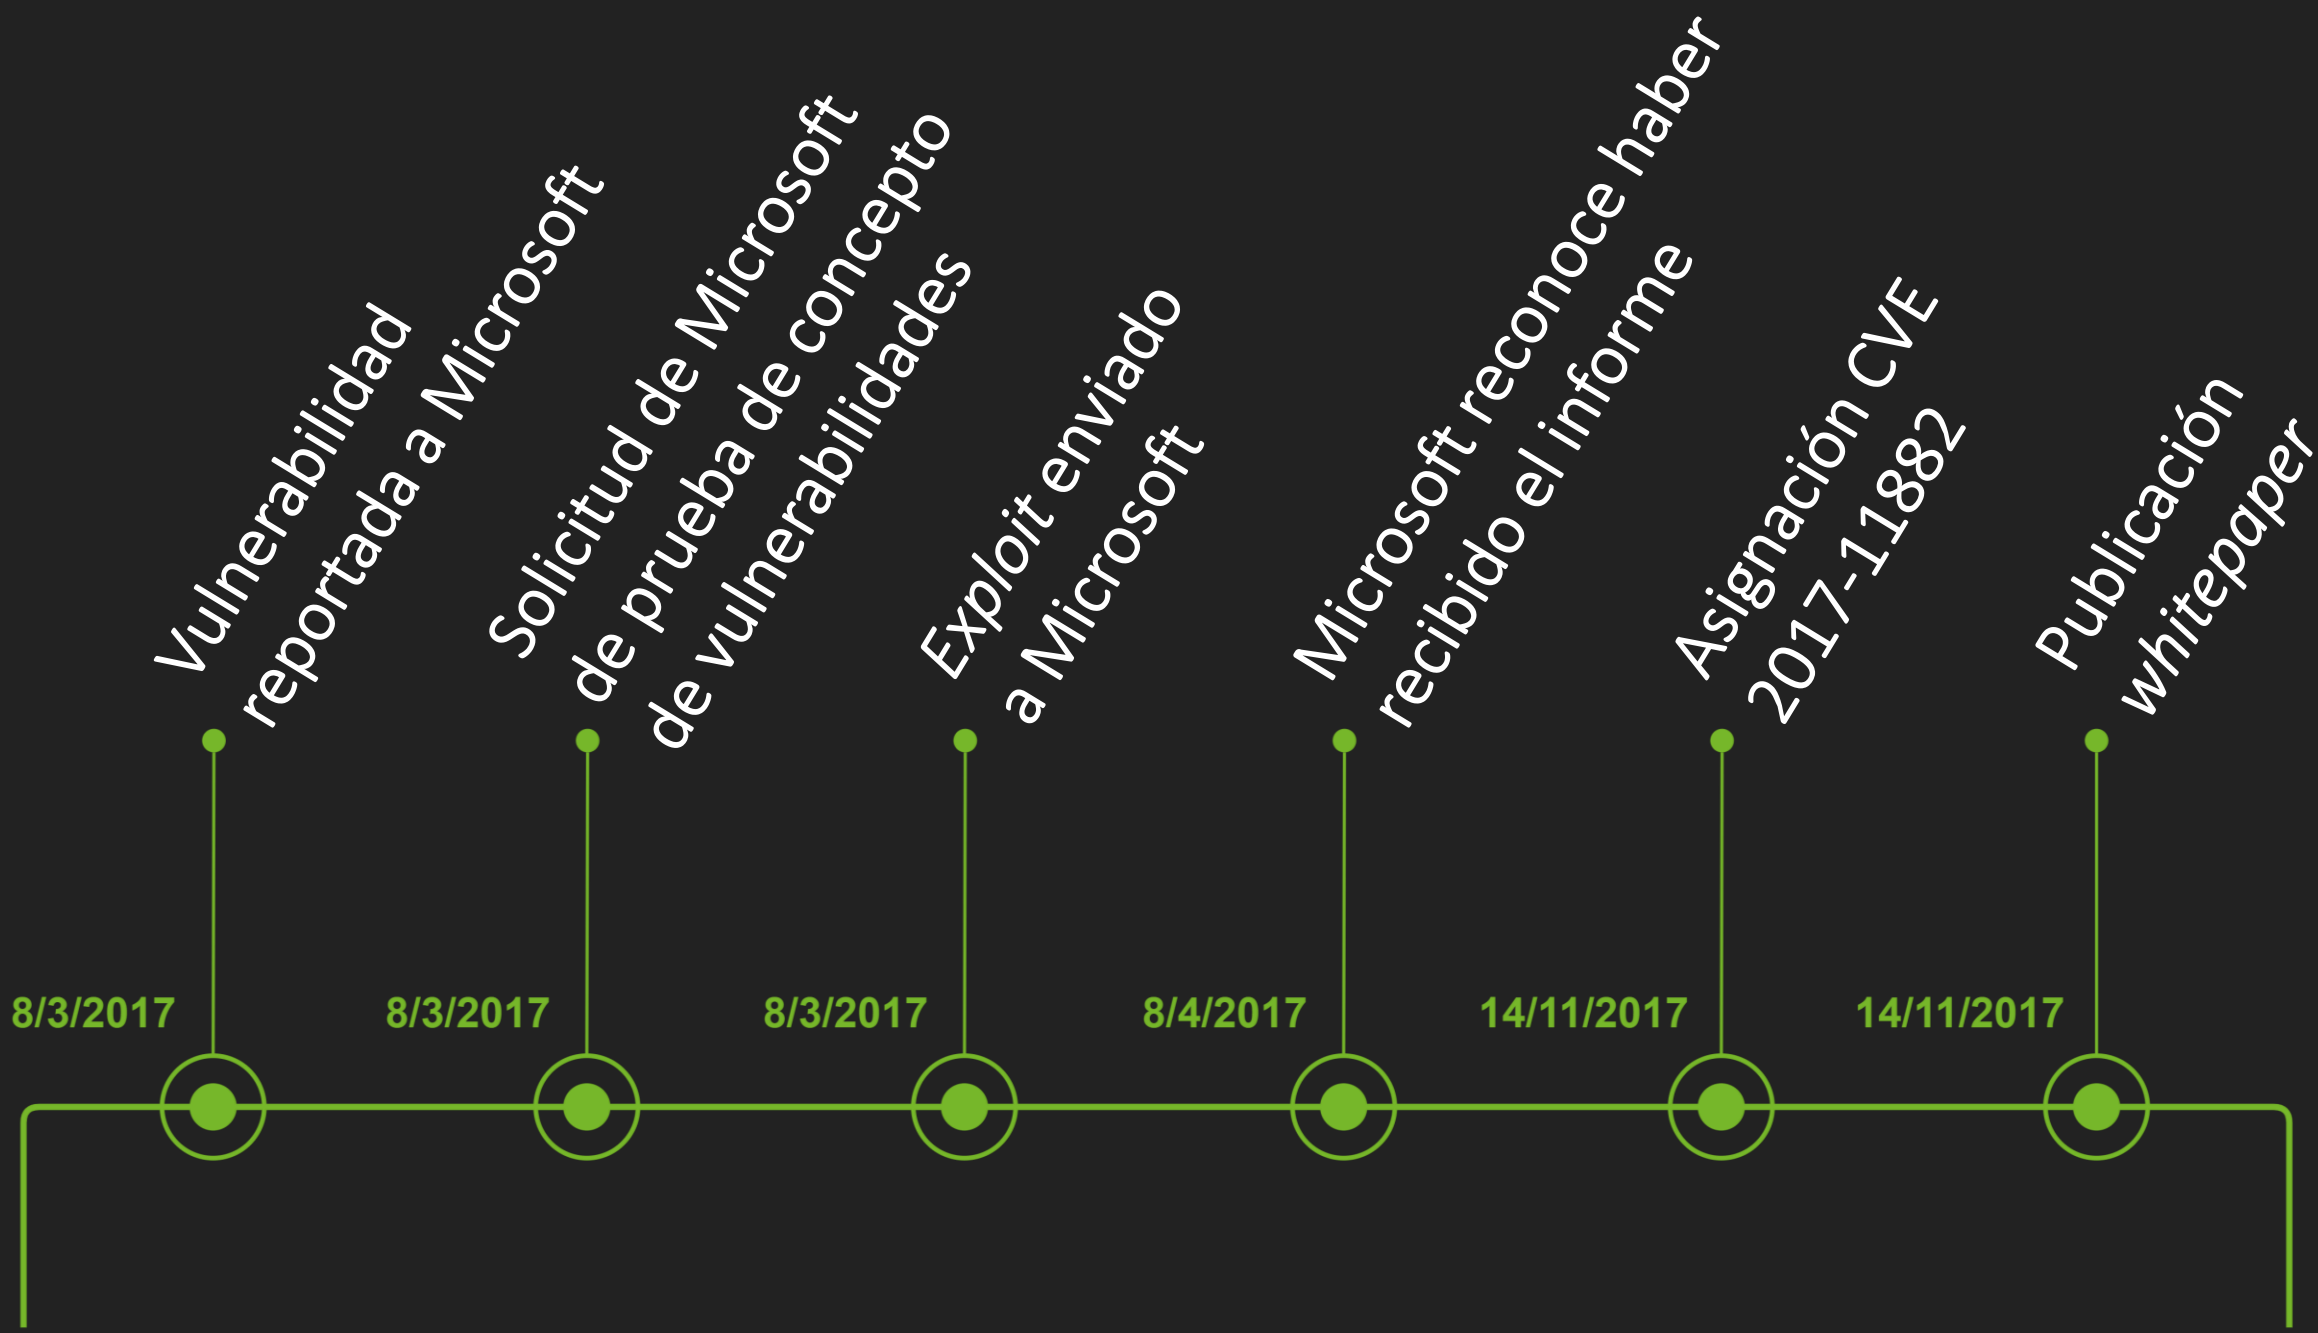 Vulnerabilidad
reportada a Microsoft
Solicitud de Microsoft
de prueba de concepto
de vulnerabilidades
Exploit enviado
a Microsoft
Microsoft reconoce haber
recibido el informe
Asignación CVE
2017-11882
Publicación
whitepaper
8/3/2017
8/3/2017
8/3/2017
8/4/2017
14/11/2017
14/11/2017